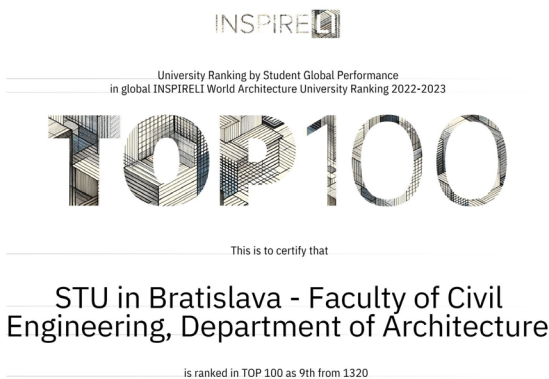 INSPIRELI
University Ranking by Student Global Performance
in global INSPIRELI World Architecture University Ranking 2022-2023
TOP100
This is to certify that
STU in Bratislava - Faculty of Civil
Engineering, Department of Architecture
is ranked in TOP 100 as 9th from 1320